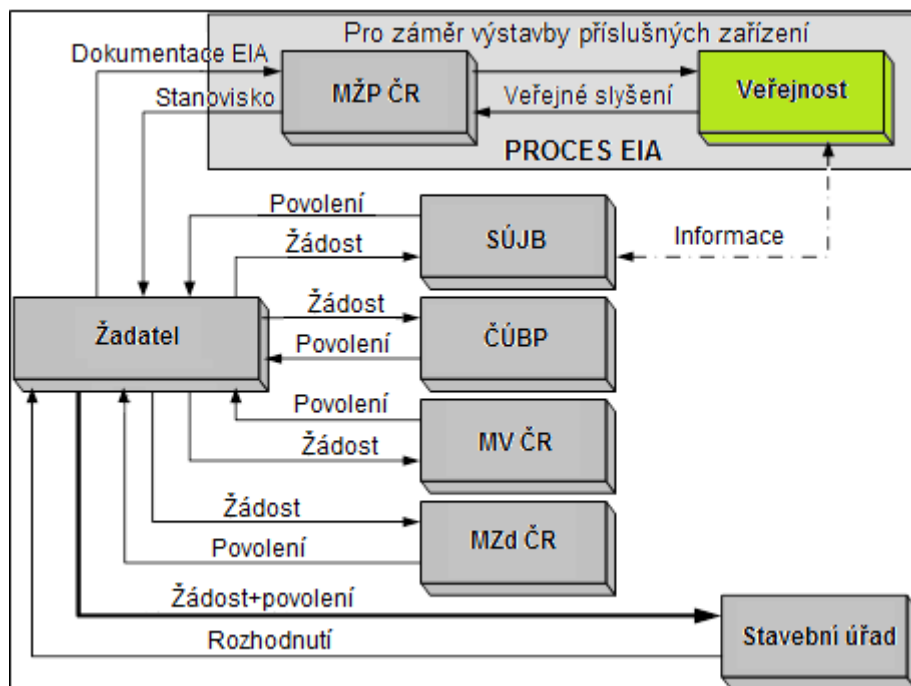 Pro záměr výstavby příslušných zařízení
Dokumentace EIA
MŽP ČR
Veřejnost
Stanovisko
Veřejné slyšení
PROCES EIA
Povolení
SÚJB
Informace
Žádost
Žadatel
Žádost
ČÚBP
Povolení
Povolení
MV ČR
Žádost
Žádost
MZd ČR
Povolení
Žádost+povolení
Stavební úřad
Rozhodnutí